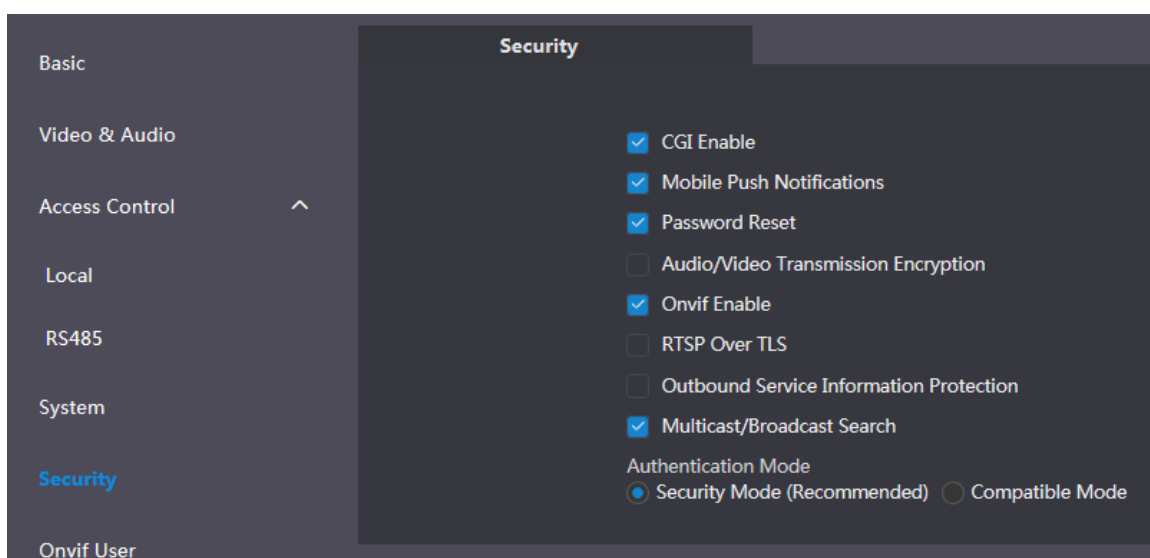 Basic
Video & Audio
Access Control
Local
RS485
System
Security
Onvif User
Security
CGI Enable
Mobile Push Notifications
Password Reset
Audio/Video Transmission Encryption
Onvif Enable
RTSP Over TLS
Outbound Service Information Protection
Multicast/Broadcast Search
Authentication Mode
Security Mode (Recommended) Compatible Mode